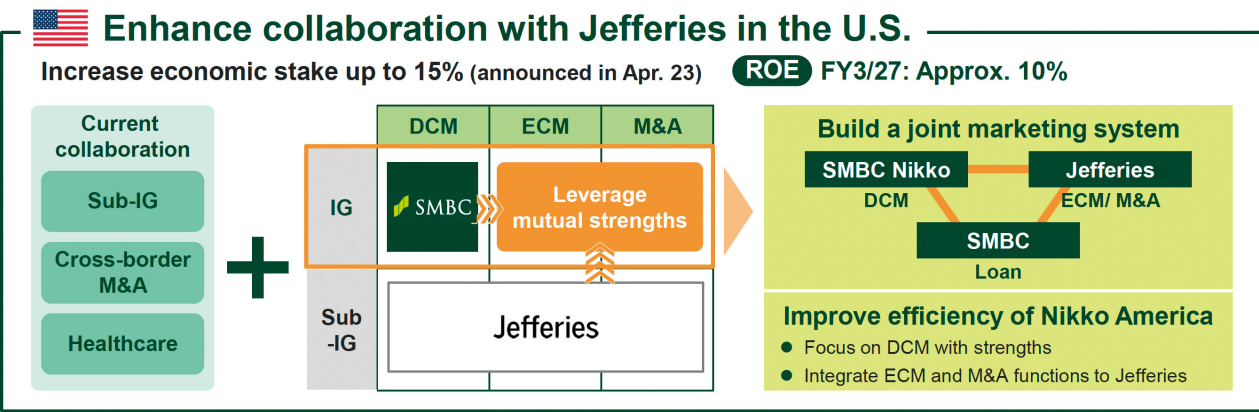 Enhance collaboration with Jefferies in the U.S.
Increase economic stake up to 15% (announced in Apr. 23)
ROE FY3/27: Approx. 10%
Current
collaboration
Sub-IG
Cross-border
M&A
Healthcare
DCM ECM M&A
IG
SMBC
Leverage
mutual strengths
Sub
-IG
Jefferies
Build a joint marketing system
SMBC Nikko
DCM
Jefferies
ECM/ M&A
SMBC
Loan
Improve efficiency of Nikko America
● Focus on DCM with strengths
● Integrate ECM and M&A functions to Jefferies